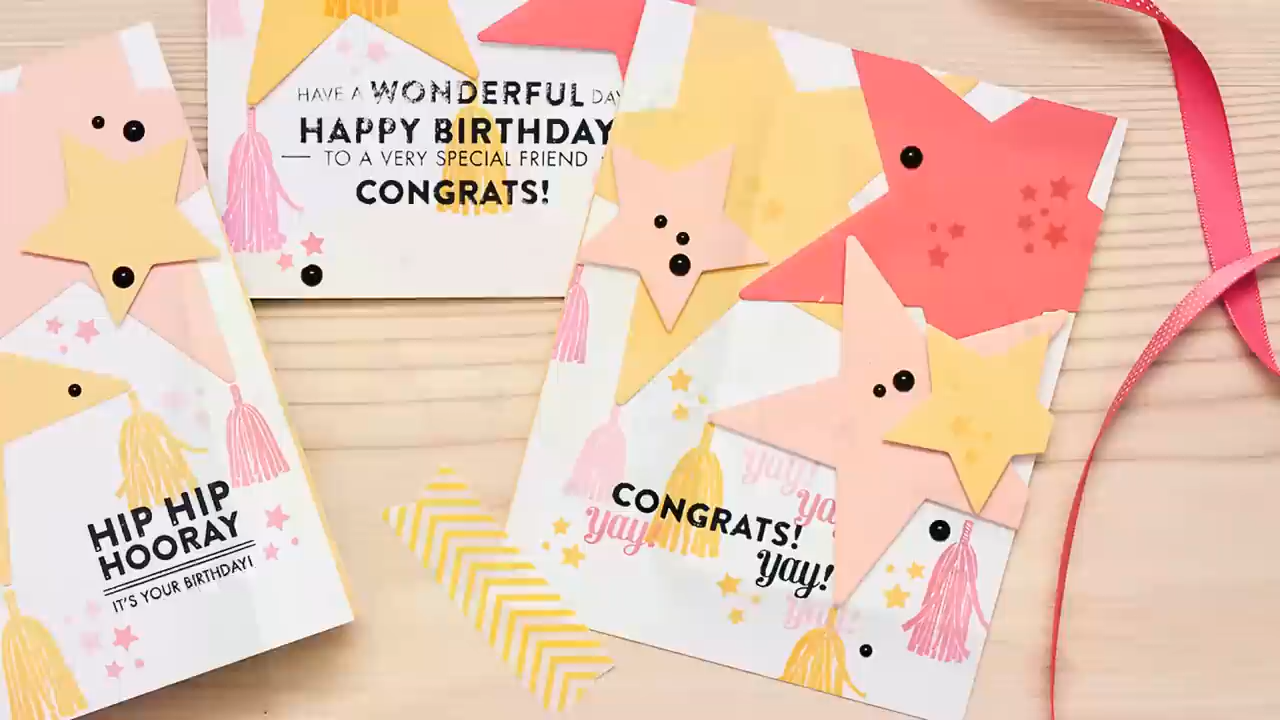 HAVE A WONDERFUL DAY
HAPPY BIRTHDAY
TO A VERY SPECIAL FRIEND
CONGRATS!
HIP HIP
HOORAY
IT'S YOUR BIRTHDAY!
yay!
CONGRATS!
yay!
yay!
yay!